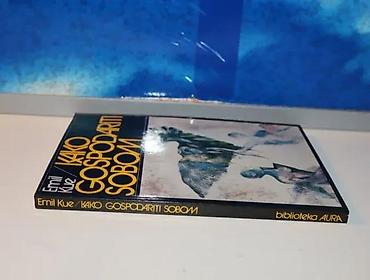 Emil
Kue/KAKO
GOSPODARITI
SOBOM
Emil Kue/KAKO GOSPODARITI SOBOM biblioteka AURA